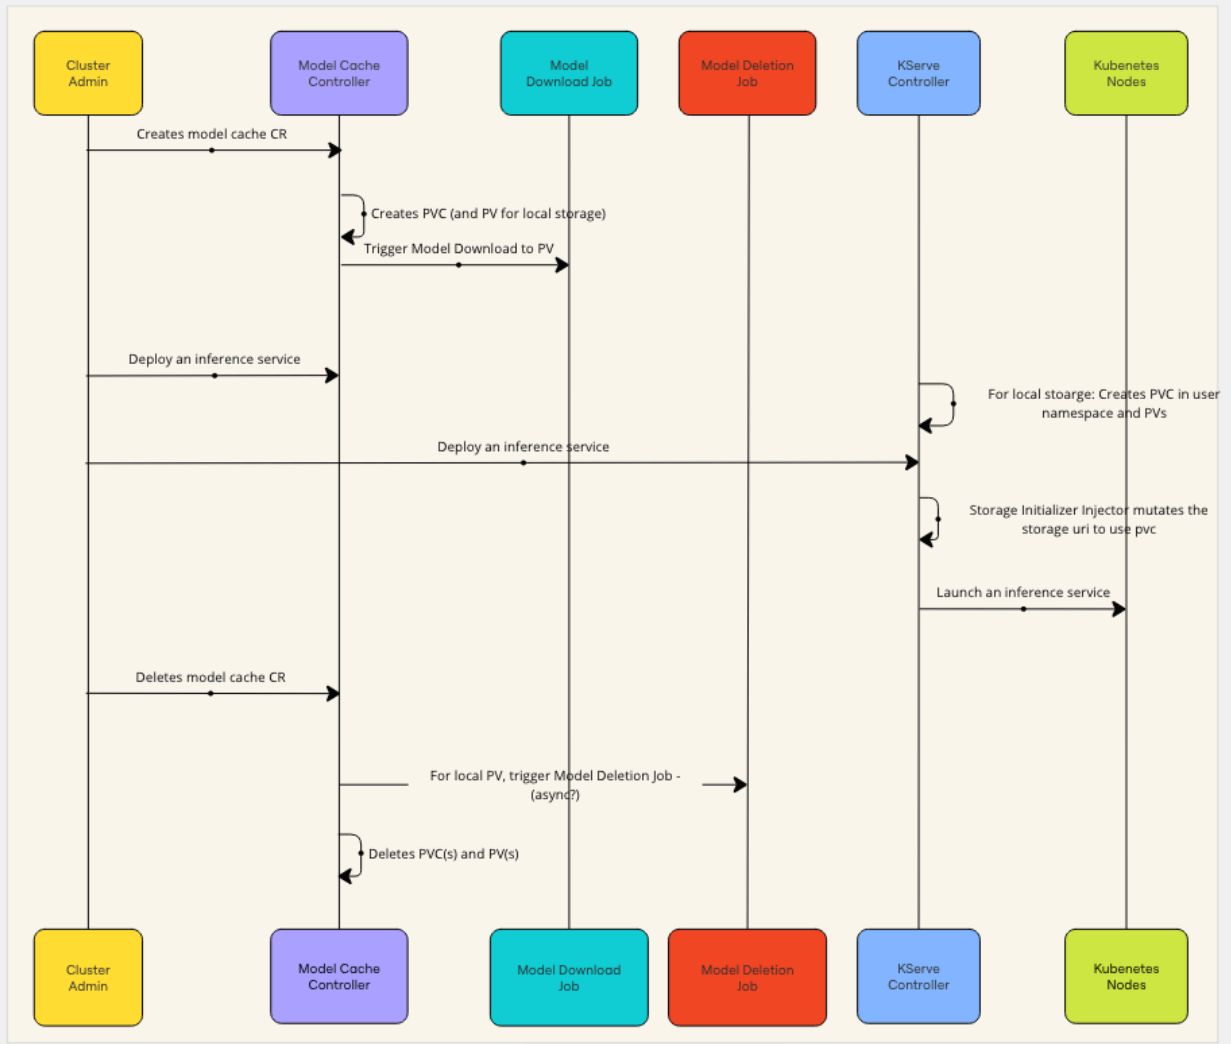 Cluster
Admin
Model Cache
Controller
Model
Download Job
Model Deletion
Job
KServe
Controller
Kubenetes
Nodes
Creates model cache CR
Creates PVC (and PV for local storage)
Trigger Model Download to PV
Deploy an inference service
For local stoarge: Creates PVC in user
namespace and PVs
Deploy an inference service
Storage Initializer Injector mutates the
storage uri to use pvc
Launch an inference service
Deletes model cache CR
For local PV, trigger Model Deletion Job -
(async?)
Deletes PVC(s) and PV(s)
Cluster
Admin
Model Cache
Controller
Model Download
Job
Model Deletion
Job
KServe
Controller
Kubenetes
Nodes